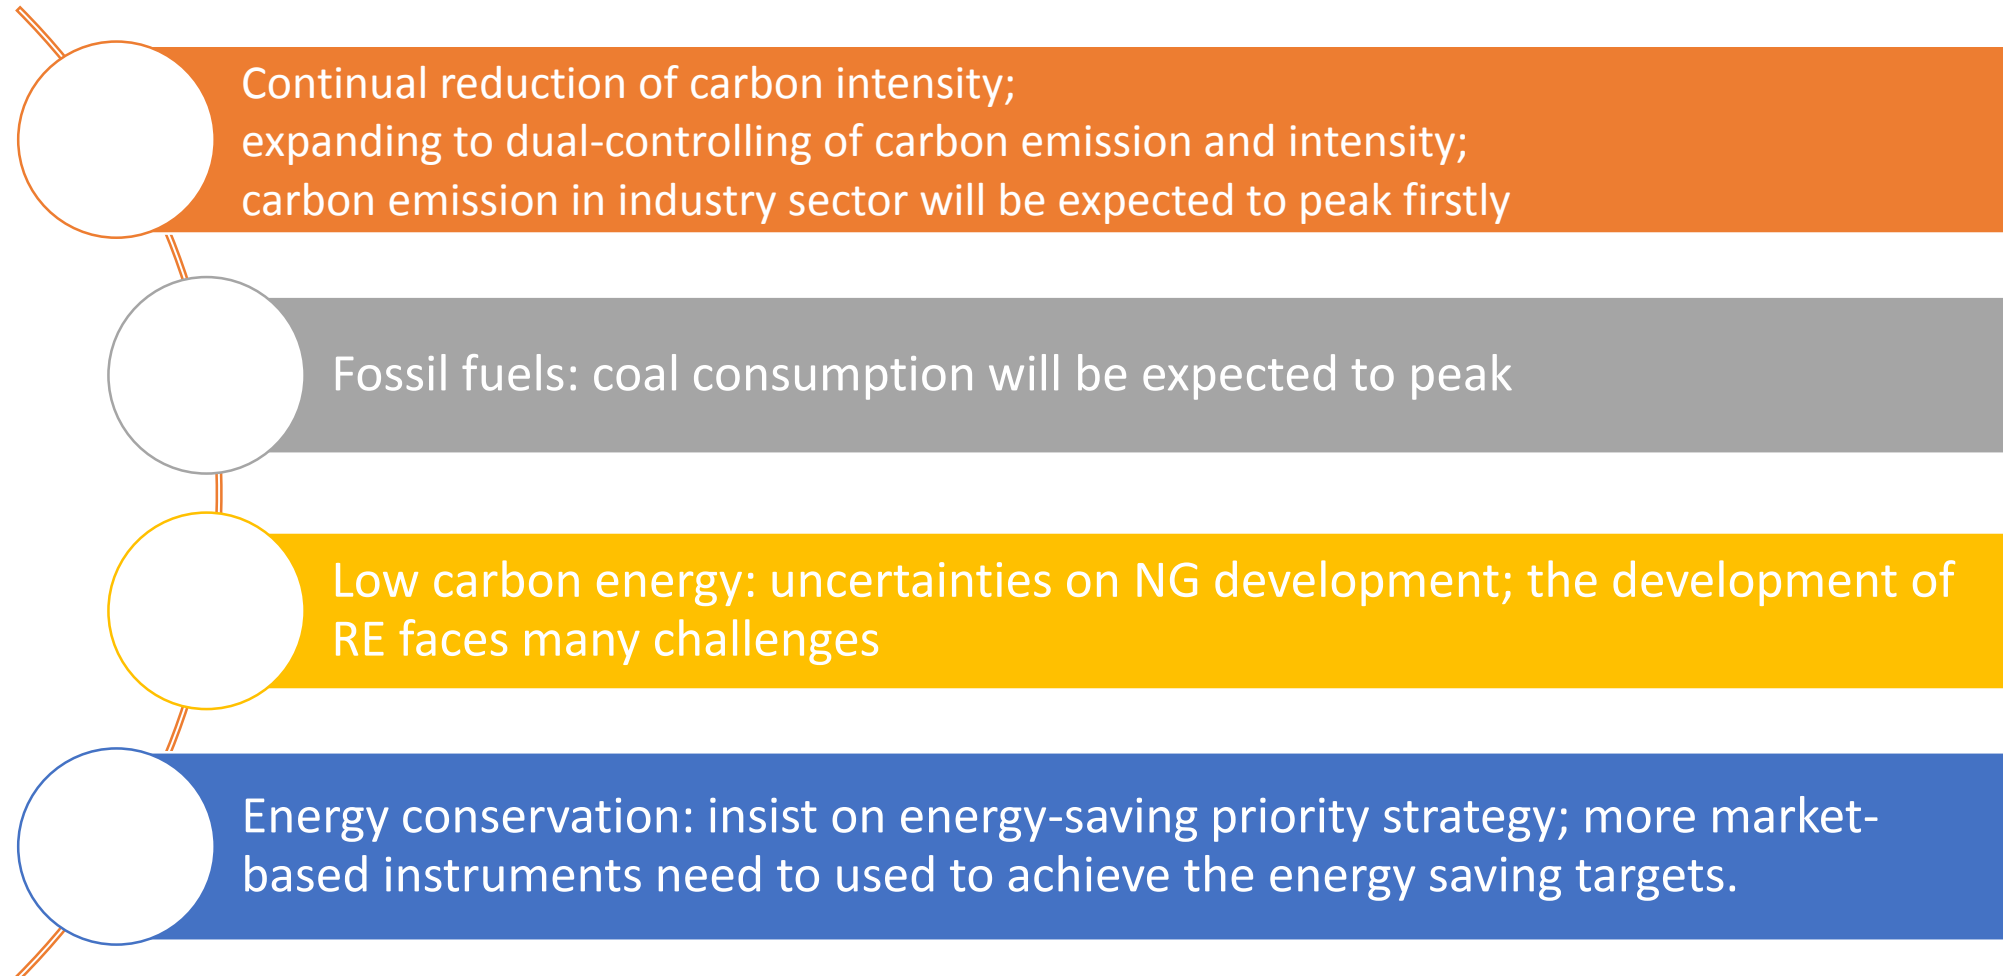 Continual reduction of carbon intensity;
expanding to dual-controlling of carbon emission and intensity;
carbon emission in industry sector will be expected to peak firstly
Fossil fuels: coal consumption will be expected to peak
Low carbon energy: uncertainties on NG development; the development of
RE faces many challenges
Energy conservation: insist on energy-saving priority strategy; more market-
based instruments need to used to achieve the energy saving targets.